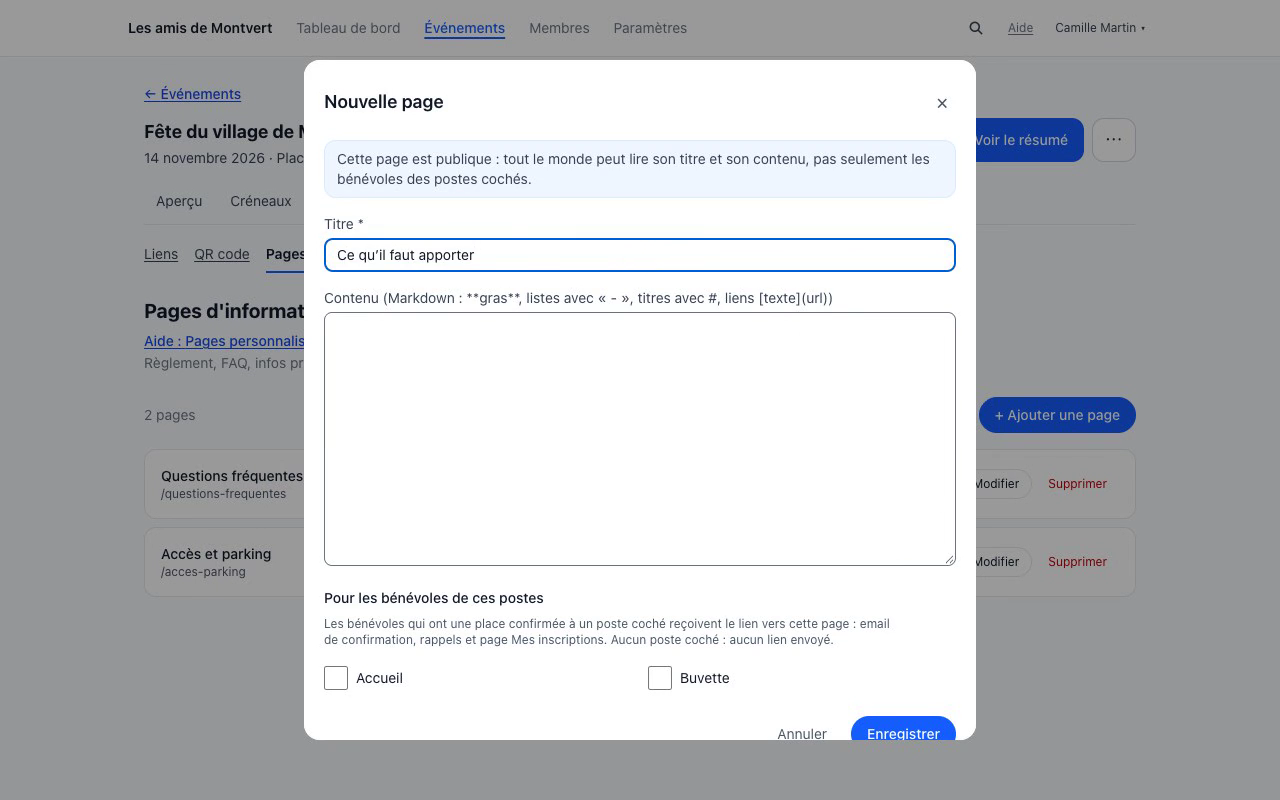 Les amis de Montvert Tableau de bord Événements Membres Paramètres Aide Camille Martin
← Événements
Fête du village de
14 novembre 2026 ·
Voir le résumé ...
Aperçu Créneaux
Liens QR code Pages
Pages d'informat
Aide : Pages personnalis
Règlement, FAQ, infos pr
2 pages
+ Ajouter une page
Questions fréquentes
/questions-frequentes
Modifier Supprimer
Accès et parking
/acces-parking
Modifier Supprimer
Nouvelle page
×
Cette page est publique : tout le monde peut lire son titre et son contenu, pas seulement les
bénévoles des postes cochés.
Titre *
Ce qu’il faut apporter
Contenu (Markdown : **gras**, listes avec « - », titres avec #, liens [texte](url))
Pour les bénévoles de ces postes
Les bénévoles qui ont une place confirmée à un poste coché reçoivent le lien vers cette page : email
de confirmation, rappels et page Mes inscriptions. Aucun poste coché : aucun lien envoyé.
Accueil Buvette
Annuler Enregistrer